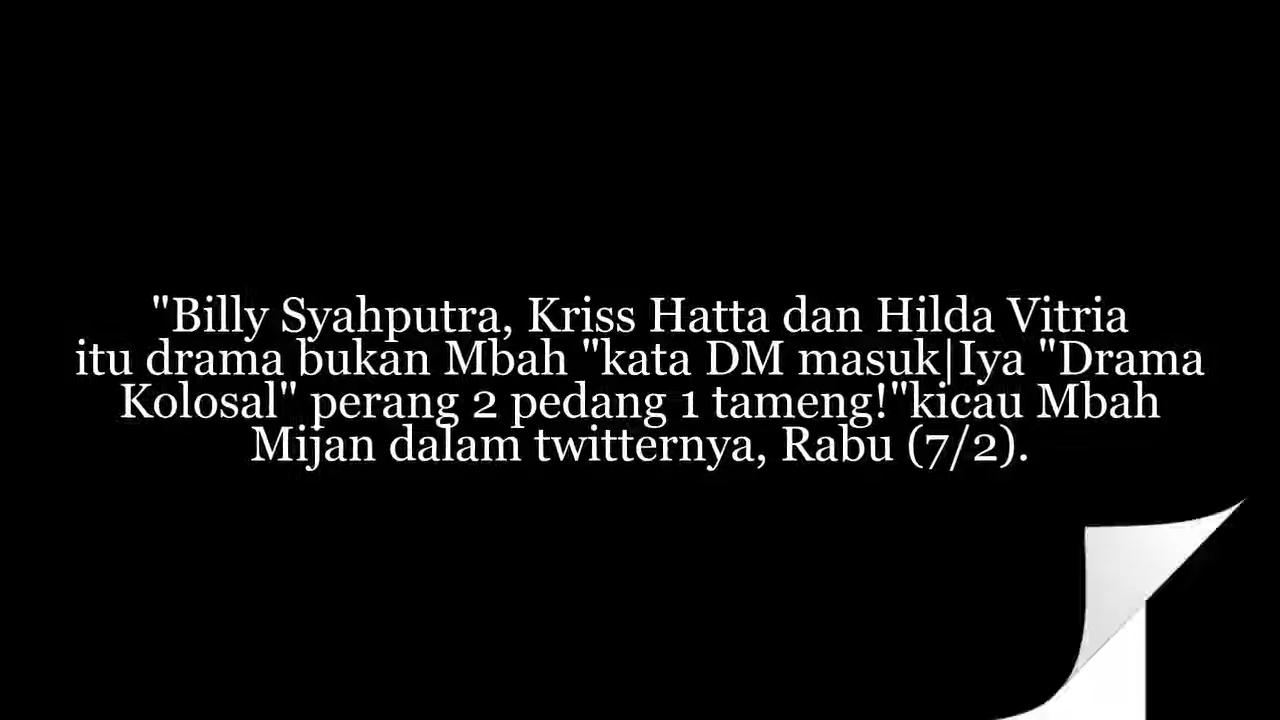 "Billy Syahputra, Kriss Hatta dan Hilda Vitria
itu drama bukan Mbah "kata DM masuk|Iya "Drama
Kolosal" perang 2 pedang 1 tameng!"kicau Mbah
Mijan dalam twitternya, Rabu (7/2).